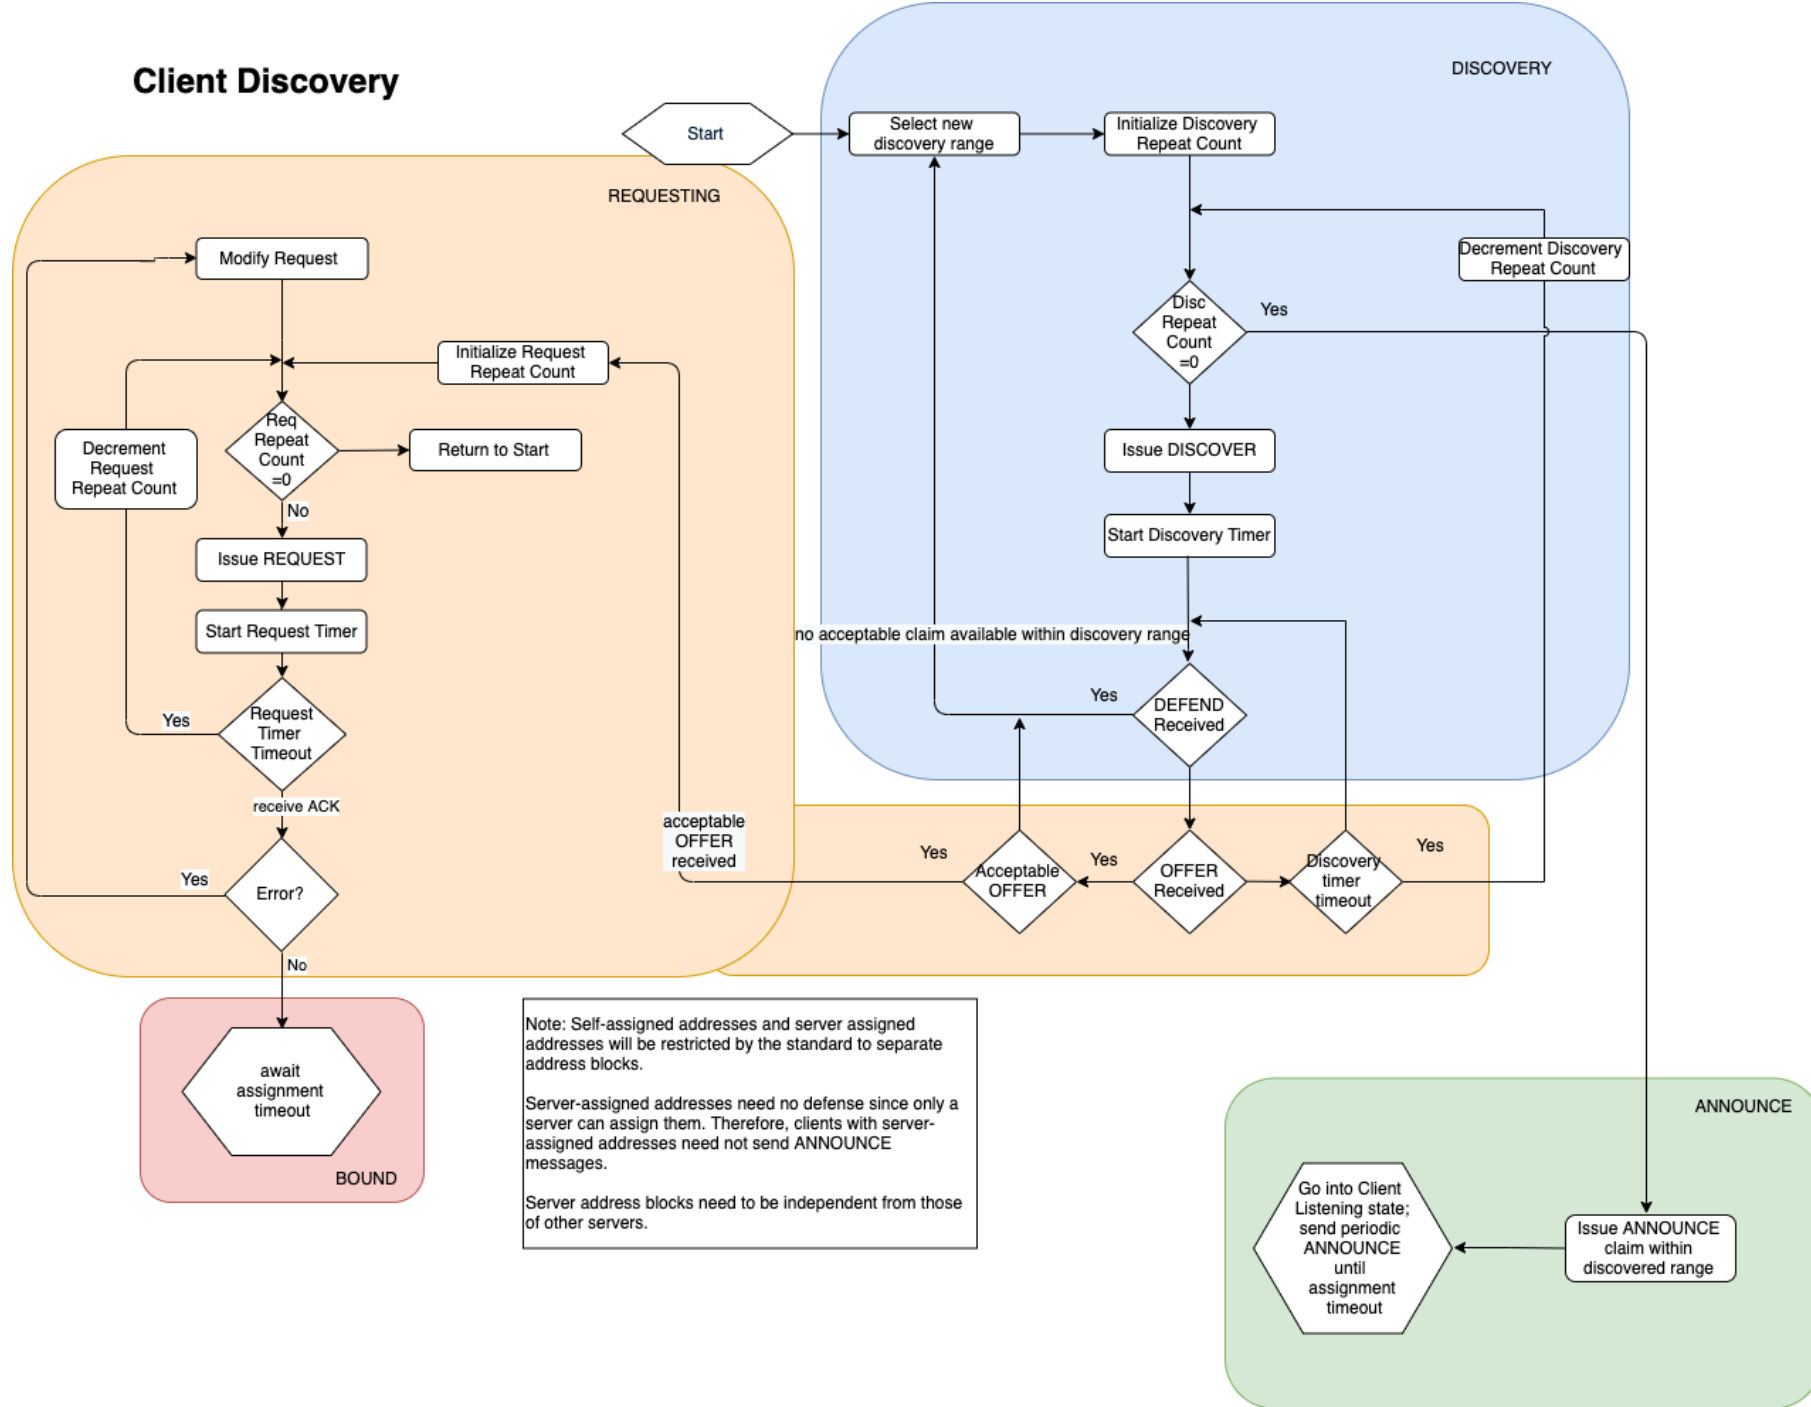 Client Discovery
DISCOVERY
Start
Select new
discovery range
Initialize Discovery
Repeat Count
REQUESTING
Modify Request
Decrement Discovery
Repeat Count
Disc
Repeat
Count
=0
Yes
Initialize Request
Repeat Count
Req
Repeat
Count
=0
Return to Start
Decrement
Request
Repeat Count
No
Issue DISCOVER
Issue REQUEST
Start Discovery Timer
Start Request Timer
no acceptable claim available within discovery range
Yes
DEFEND
Received
Yes
Request
Timer
Timeout
receive ACK
acceptable
OFFER
received
Yes
Acceptable
OFFER
Yes
OFFER
Received
Discovery
timer
timeout
Yes
Yes
Error?
No
await
assignment
timeout
BOUND
Note: Self-assigned addresses and server assigned
addresses will be restricted by the standard to separate
address blocks.
Server-assigned addresses need no defense since only a
server can assign them. Therefore, clients with server-
assigned addresses need not send ANNOUNCE
messages.
Server address blocks need to be independent from those
of other servers.
ANNOUNCE
Go into Client
Listening state;
send periodic
ANNOUNCE
until
assignment
timeout
Issue ANNOUNCE
claim within
discovered range